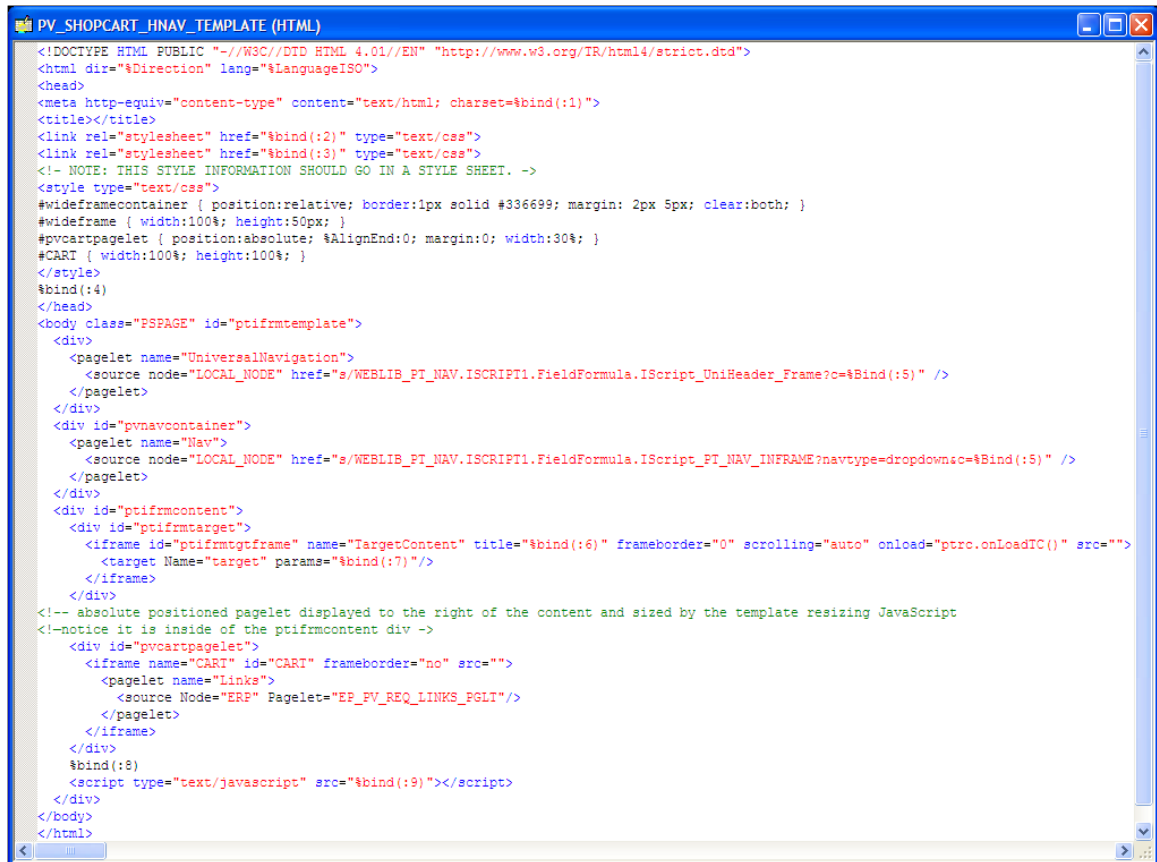 PV_SHOPCART_HNAV_TEMPLATE (HTML)
<!DOCTYPE HTML PUBLIC "-//W3C//DTD HTML 4.01//EN" "http://www.w3.org/TR/html4/strict.dtd">
<html dir="%Direction" lang="%LanguageISO">
<head>
<meta http-equiv="content-type" content="text/html; charset=%bind(:1)">
<title></title>
<link rel="stylesheet" href="%bind(:2)" type="text/css">
<link rel="stylesheet" href="%bind(:3)" type="text/css">
<!- NOTE: THIS STYLE INFORMATION SHOULD GO IN A STYLE SHEET. ->
<style type="text/css">
#wideframecontainer { position:relative; border:1px solid #336699; margin: 2px 5px; clear:both; }
#wideframe { width:100%; height:50px; }
#pvcartpagelet { position:absolute; %AlignEnd:0; margin:0; width:30%; }
#CART { width:100%; height:100%; }
</style>
%bind(:4)
</head>
<body class="PSPAGE" id="ptifrmtemplate">
<div>
<pagelet name="UniversalNavigation">
<source node="LOCAL_NODE" href="s/WEBLIB_PT_NAV.ISCRIPT1.FieldFormula.IScript_UniHeader_Frame?c=%Bind(:5)" />
</pagelet>
</div>
<div id="pvnavcontainer">
<pagelet name="Nav">
<source node="LOCAL_NODE" href="s/WEBLIB_PT_NAV.ISCRIPT1.FieldFormula.IScript_PT_NAV_INFRAME?navtype=dropdown&c=%Bind(:5)" />
</pagelet>
</div>
<div id="ptifrmcontent">
<div id="ptifrmtarget">
<iframe id="ptifrmtgtframe" name="TargetContent" title="%bind(:6)" frameborder="0" scrolling="auto" onload="ptrc.onLoadTC()" src="">
<target Name="target" params="%bind(:7)"/>
</iframe>
</div>
<!-- absolute positioned pagelet displayed to the right of the content and sized by the template resizing JavaScript
<!—notice it is inside of the ptifrmcontent div ->
<div id="pvcartpagelet">
<iframe name="CART" id="CART" frameborder="no" src="">
<pagelet name="Links">
<source Node="ERP" Pagelet="EP_PV_REQ_LINKS_PGLT"/>
</pagelet>
</iframe>
</div>
%bind(:8)
<script type="text/javascript" src="%bind(:9)"></script>
</div>
</body>
</html>